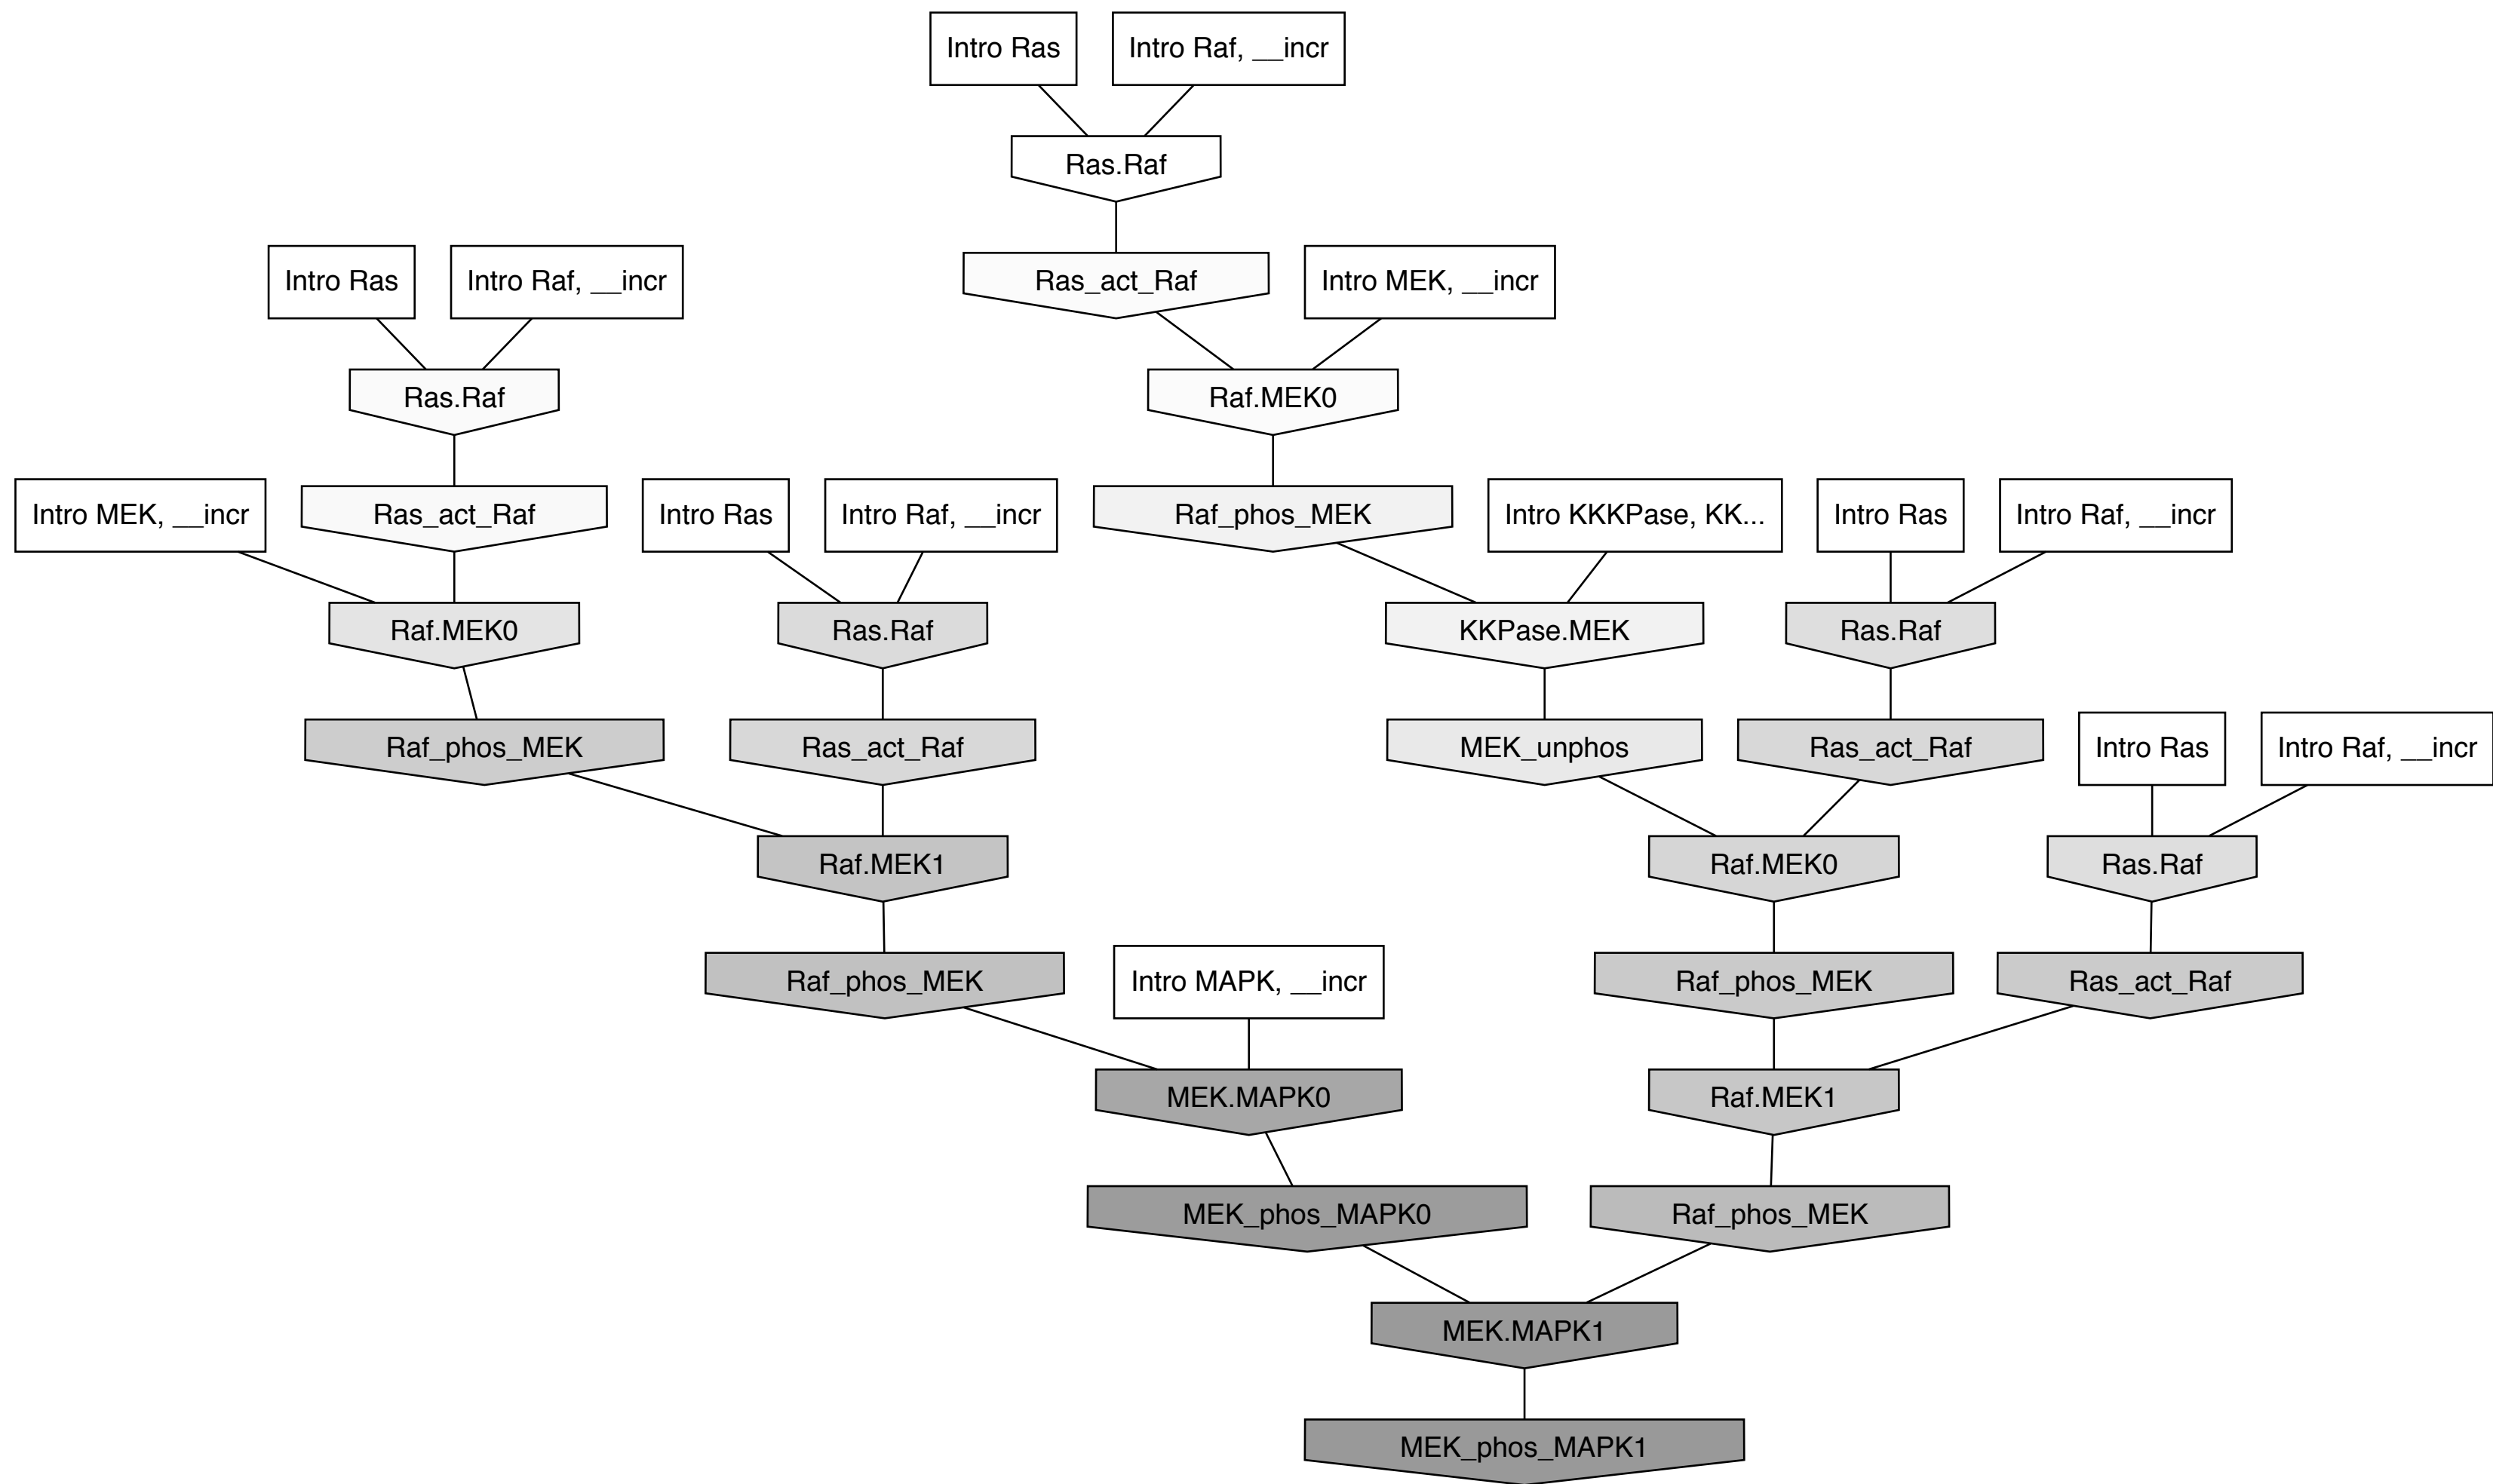 Intro Ras
Intro Raf, __incr
Ras.Raf
Intro Ras
Intro Raf, __incr
Ras_act_Raf
Intro MEK, __incr
Ras.Raf
Raf.MEK0
Intro MEK, __incr
Ras_act_Raf
Intro Ras
Intro Raf, __incr
Raf_phos_MEK
Intro KKKPase, KK...
Intro Ras
Intro Raf, __incr
Raf.MEK0
Ras.Raf
KKPase.MEK
Ras.Raf
Raf_phos_MEK
Ras_act_Raf
MEK_unphos
Ras_act_Raf
Intro Ras
Intro Raf, __incr
Raf.MEK1
Raf.MEK0
Ras.Raf
Raf_phos_MEK
Intro MAPK, __incr
Raf_phos_MEK
Ras_act_Raf
MEK.MAPK0
Raf.MEK1
MEK_phos_MAPK0
Raf_phos_MEK
MEK.MAPK1
MEK_phos_MAPK1